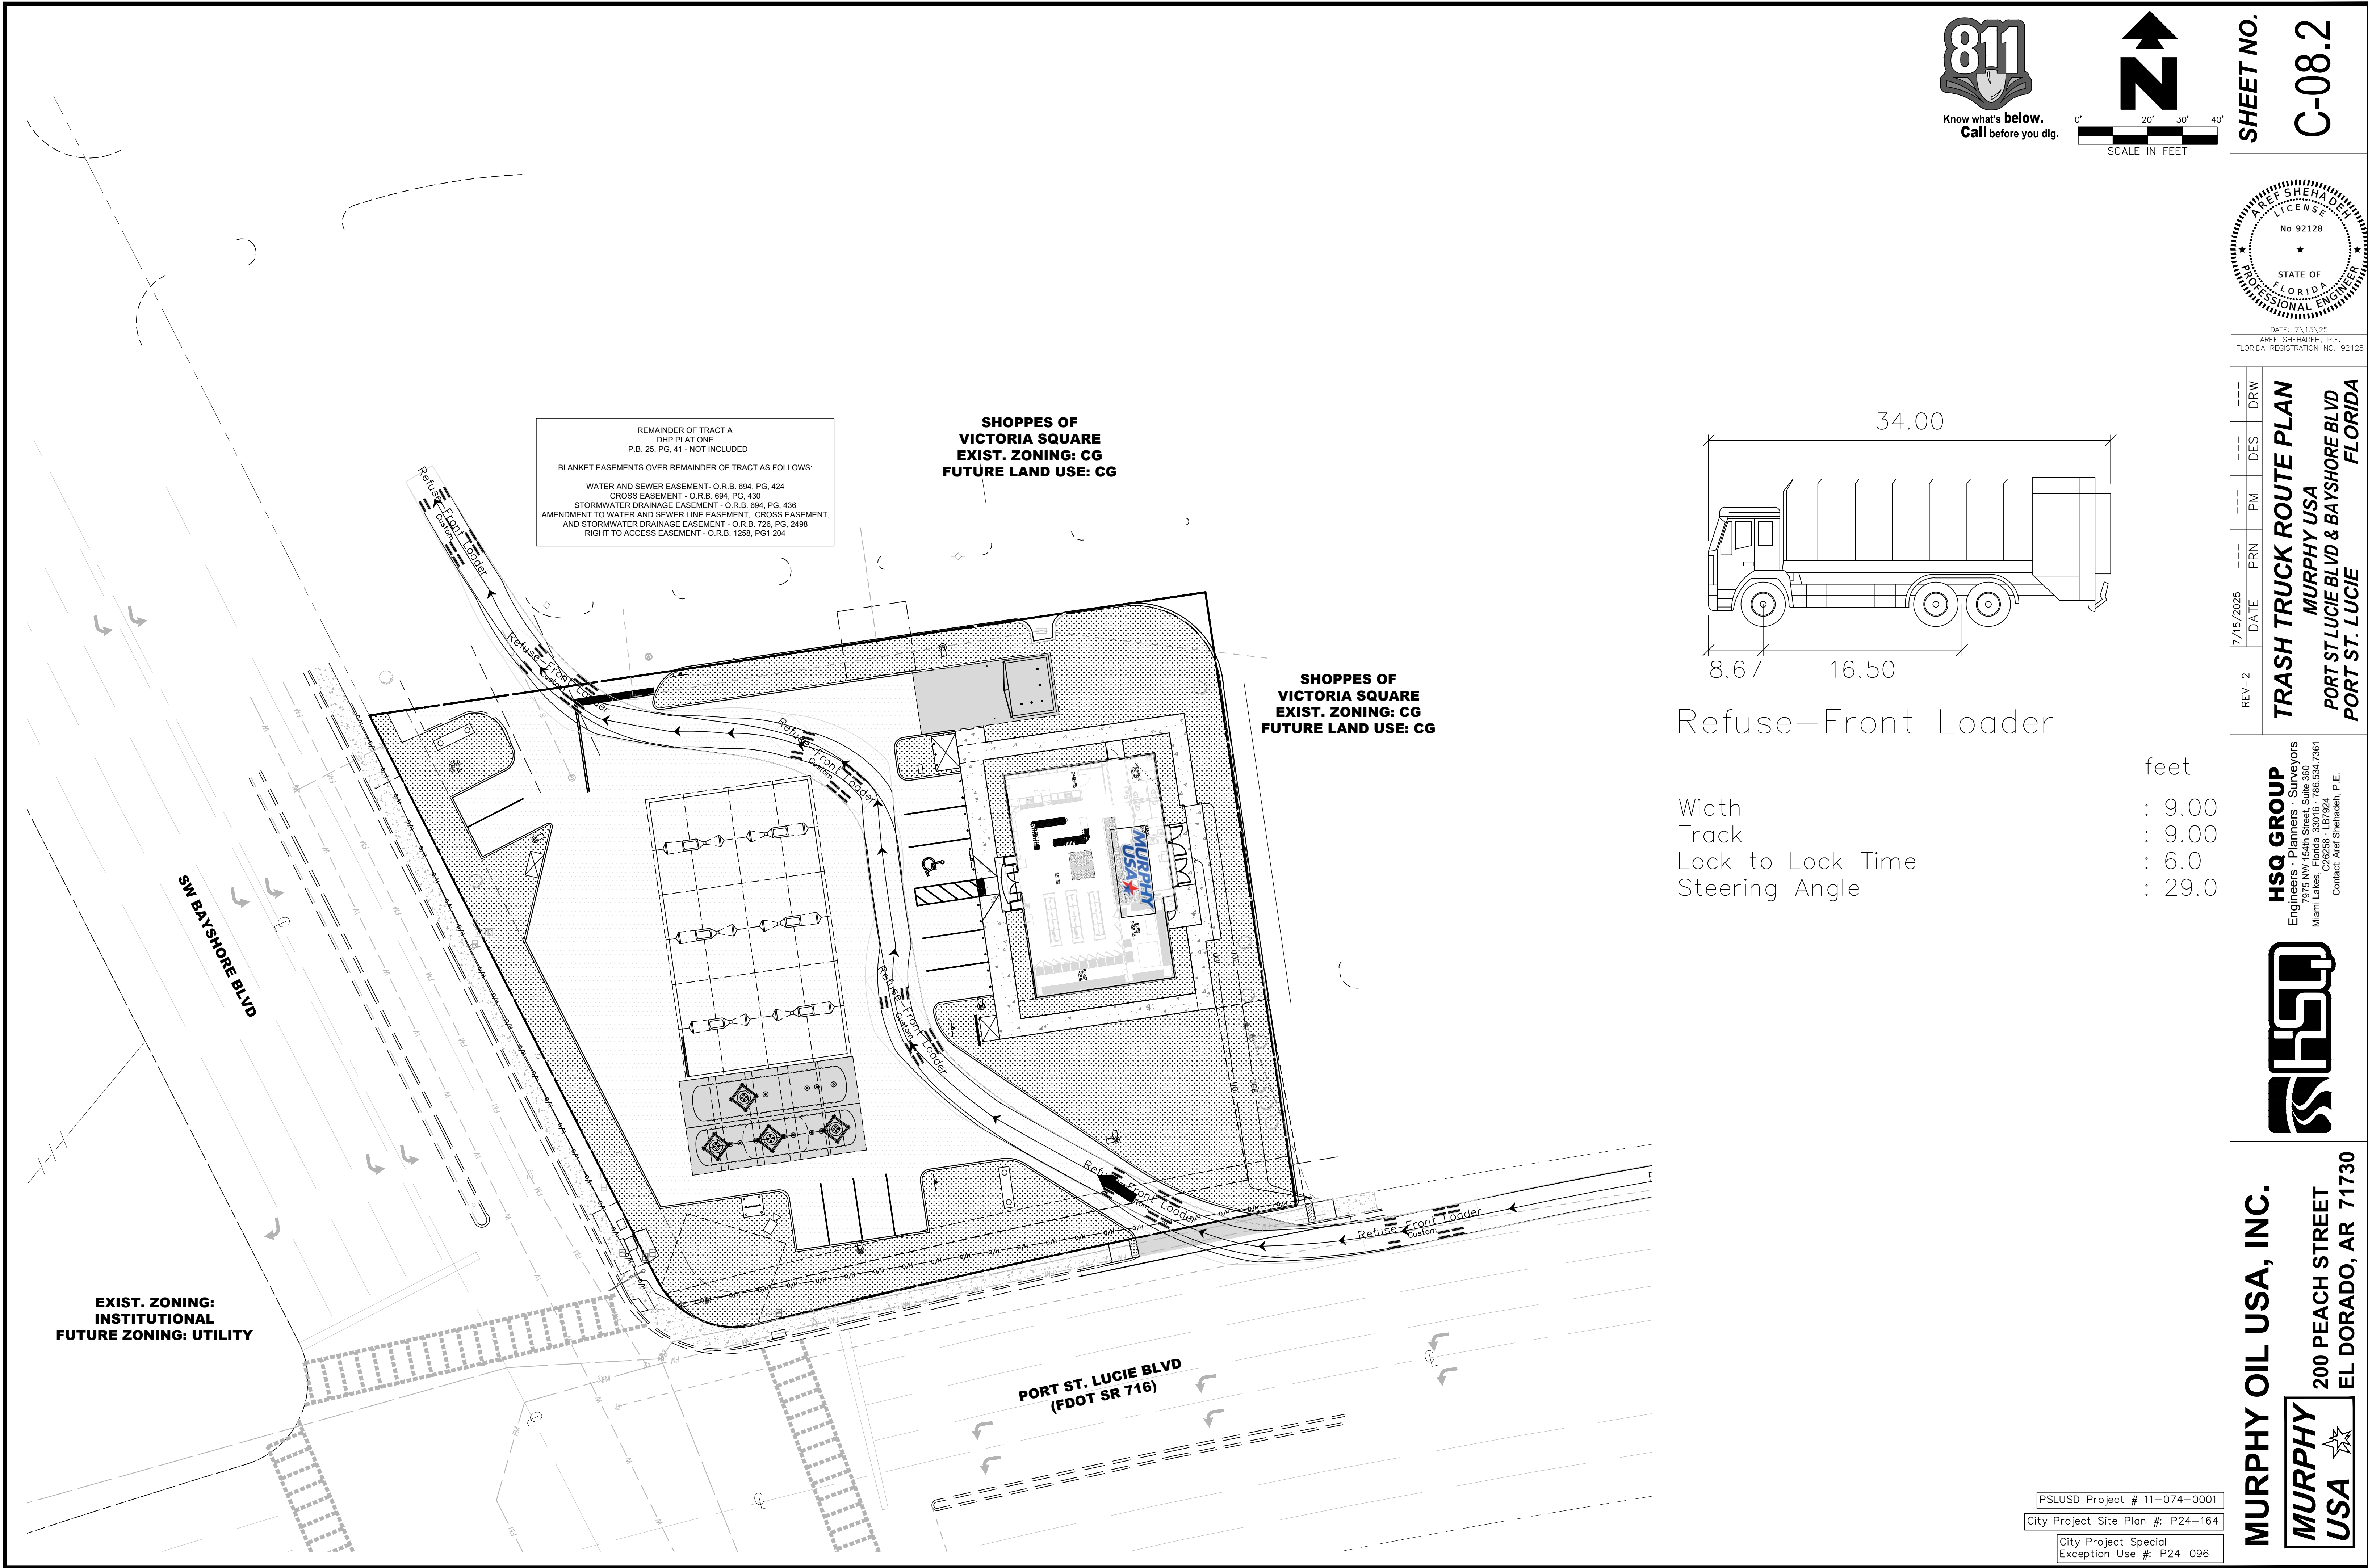 811
Know what's below.
Call before you dig.
N
0' 20' 30' 40'
SCALE IN FEET
REMAINDER OF TRACT A
DHP PLAT ONE
P.B. 25, PG, 41 - NOT INCLUDED
BLANKET EASEMENTS OVER REMAINDER OF TRACT AS FOLLOWS:
WATER AND SEWER EASEMENT- O.R.B. 694, PG, 424
CROSS EASEMENT - O.R.B. 694, PG, 430
STORMWATER DRAINAGE EASEMENT - O.R.B. 694, PG, 436
AMENDMENT TO WATER AND SEWER LINE EASEMENT, CROSS EASEMENT,
AND STORMWATER DRAINAGE EASEMENT - O.R.B. 726, PG, 2498
RIGHT TO ACCESS EASEMENT - O.R.B. 1258, PG1 204
SHOPPES OF
VICTORIA SQUARE
EXIST. ZONING: CG
FUTURE LAND USE: CG
SHOPPES OF
VICTORIA SQUARE
EXIST. ZONING: CG
FUTURE LAND USE: CG
Refuse-Front Loader
Custom
Refuse-Front Loader
Custom
Refuse-Front Loader
Custom
Refuse-Front Loader
Custom
Refuse-Front Loader
Custom
Refuse-Front Loader
Custom
MURPHY
USA
SW BAYSHORE BLVD
EXIST. ZONING:
INSTITUTIONAL
FUTURE ZONING: UTILITY
PORT ST. LUCIE BLVD
(FDOT SR 716)
34.00
8.67 16.50
Refuse-Front Loader
feet
Width : 9.00
Track : 9.00
Lock to Lock Time : 6.0
Steering Angle : 29.0
PSLUSD Project # 11-074-0001
City Project Site Plan #: P24-164
City Project Special
Exception Use #: P24-096
SHEET NO.
C-08.2
AREF SHEHADEH
LICENSE
No 92128
STATE OF
FLORIDA
PROFESSIONAL ENGINEER
DATE: 7\15\25
AREF SHEHADEH, P.E.
FLORIDA REGISTRATION NO. 92128
REV-2
7/15/2025 --- --- --- ---
DATE PRN PM DES DRW
TRASH TRUCK ROUTE PLAN
MURPHY USA
PORT ST LUCIE BLVD & BAYSHORE BLVD
PORT ST. LUCIE FLORIDA
HSQ GROUP
Engineers · Planners · Surveyors
7975 NW 154th Street, Suite 360
Miami Lakes, Florida 33016 · 786.534.7361
C26258 · LB7924
Contact: Aref Shehadeh, P.E.
HSQ
MURPHY OIL USA, INC.
200 PEACH STREET
EL DORADO, AR 71730
MURPHY
USA